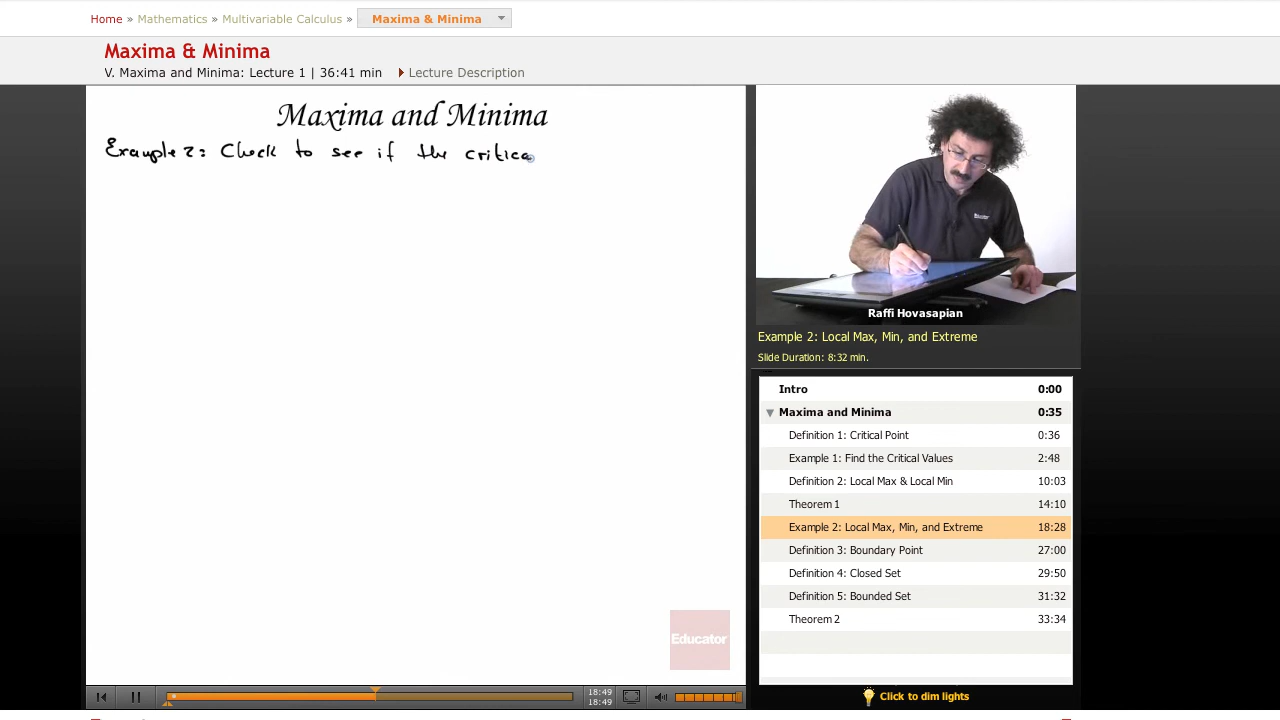 Home » Mathematics » Multivariable Calculus » Maxima & Minima
Maxima & Minima
V. Maxima and Minima: Lecture 1 | 36:41 min Lecture Description
Maxima and Minima
Example 2: Check to see if the critica
Educator
Raffi Hovasapian
Example 2: Local Max, Min, and Extreme
Slide Duration: 8:32 min.
Intro 0:00
Maxima and Minima 0:35
Definition 1: Critical Point 0:36
Example 1: Find the Critical Values 2:48
Definition 2: Local Max & Local Min 10:03
Theorem 1 14:10
Example 2: Local Max, Min, and Extreme 18:28
Definition 3: Boundary Point 27:00
Definition 4: Closed Set 29:50
Definition 5: Bounded Set 31:32
Theorem 2 33:34
18:49
18:49
Click to dim lights